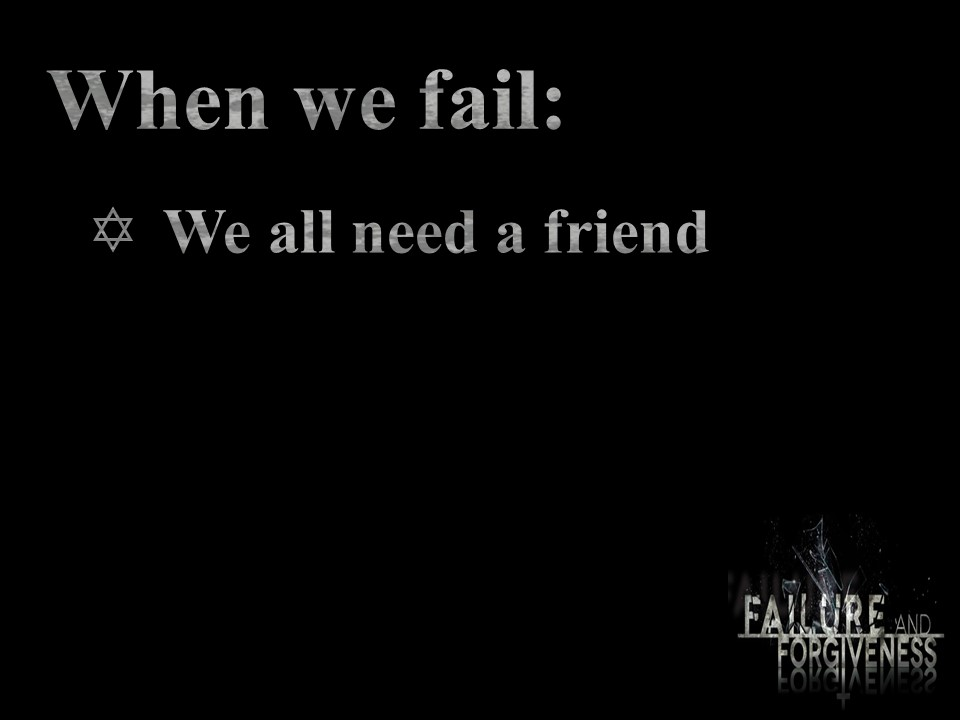 When we fail:
✡ We all need a friend
FAILURE AND
FORGIVENESS